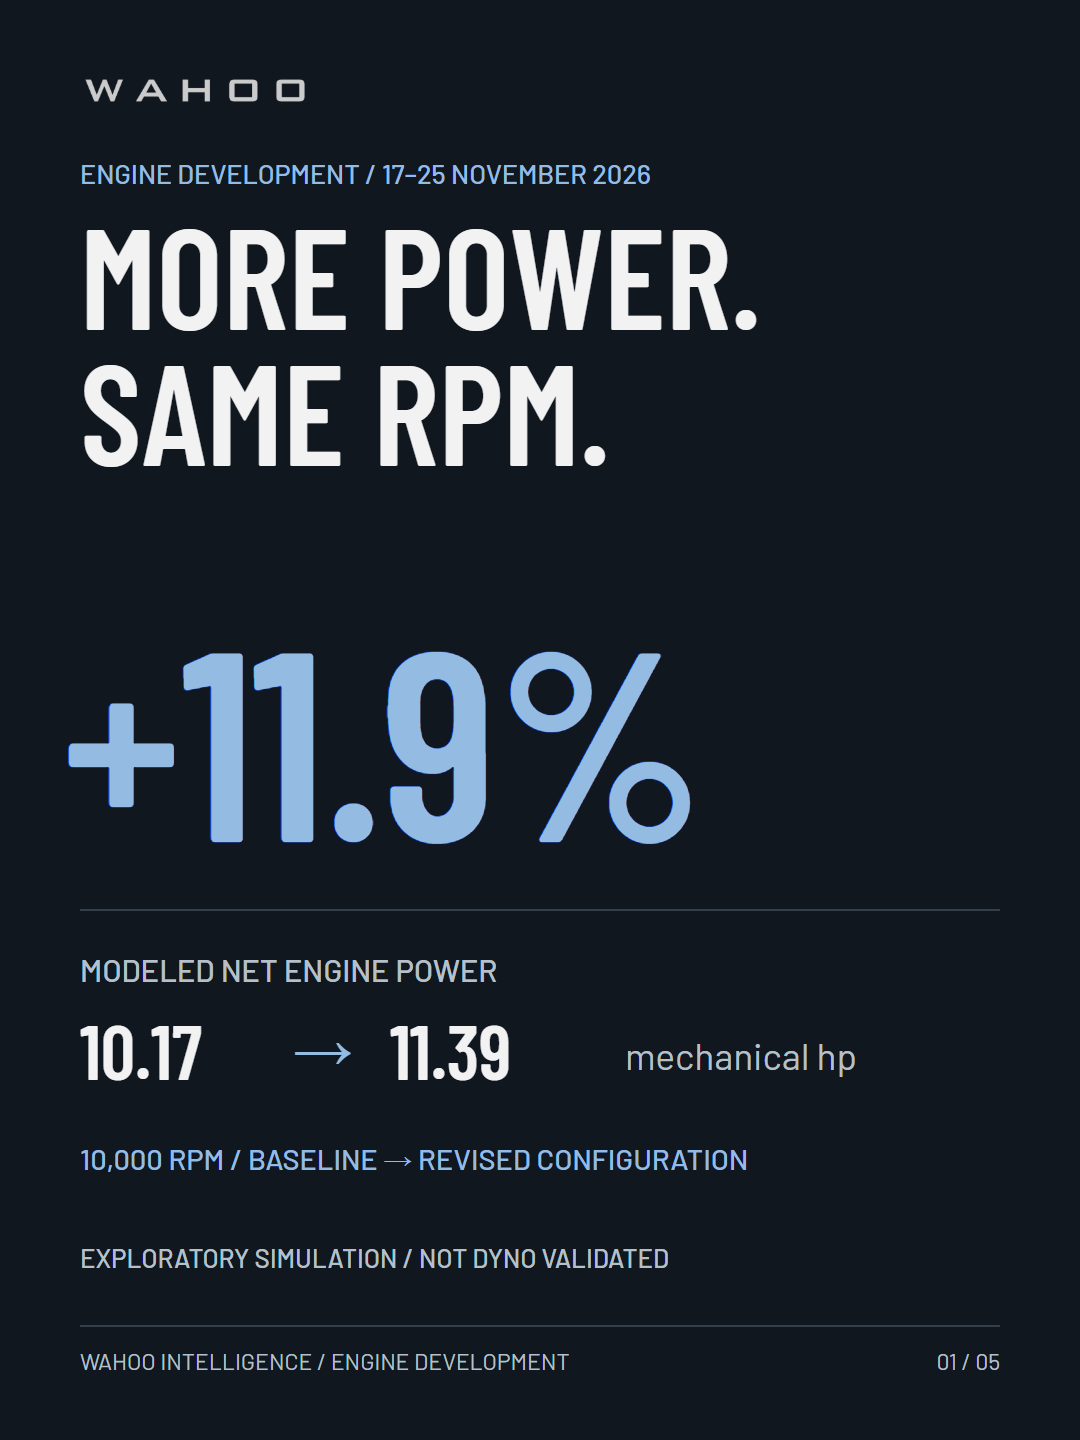 WAHOO
ENGINE DEVELOPMENT / 17–25 NOVEMBER 2026
MORE POWER.
SAME RPM.
+11.9%
MODELED NET ENGINE POWER
10.17 → 11.39 mechanical hp
10,000 RPM / BASELINE → REVISED CONFIGURATION
EXPLORATORY SIMULATION / NOT DYNO VALIDATED
WAHOO INTELLIGENCE / ENGINE DEVELOPMENT 01 / 05